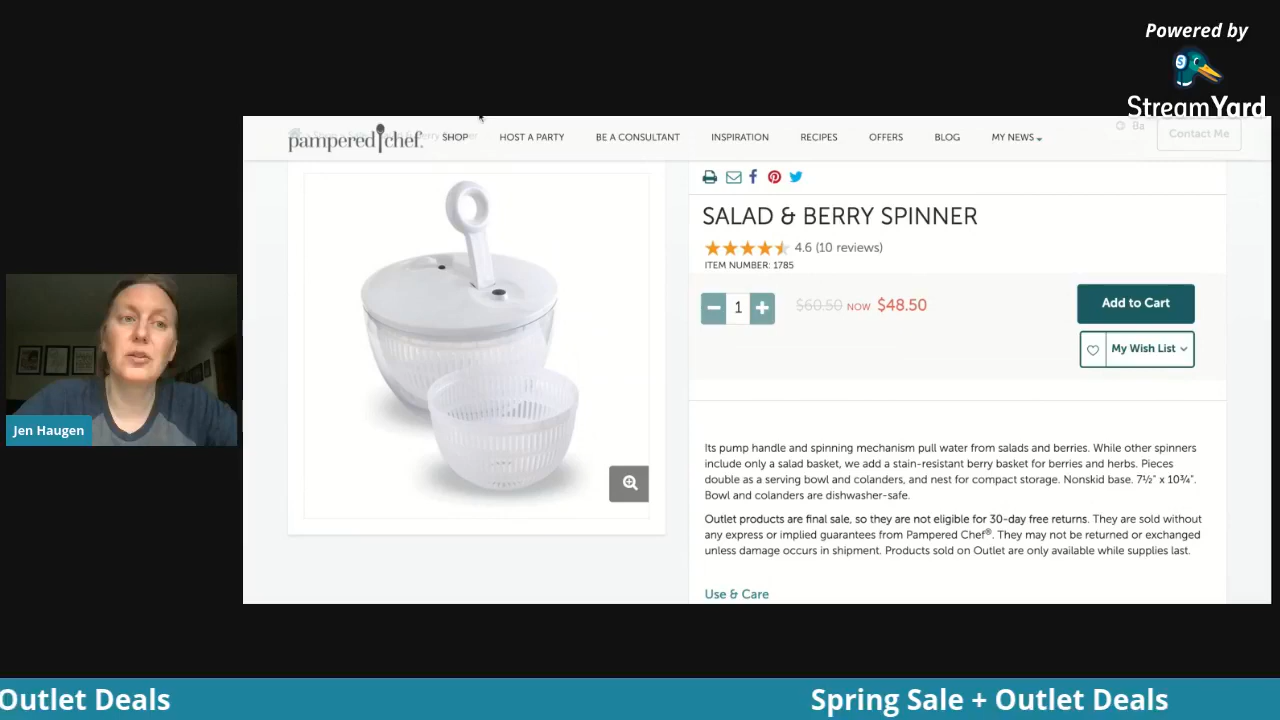 Powered by
StreamYard
pampered chef.
SHOP
HOST A PARTY
BE A CONSULTANT
INSPIRATION
RECIPES
OFFERS
BLOG
MY NEWS
Contact Me
SALAD & BERRY SPINNER
4.6 (10 reviews)
ITEM NUMBER: 1785
1
$60.50 NOW $48.50
Add to Cart
My Wish List
Jen Haugen
Its pump handle and spinning mechanism pull water from salads and berries. While other spinners
include only a salad basket, we add a stain-resistant berry basket for berries and herbs. Pieces
double as a serving bowl and colanders, and nest for compact storage. Nonskid base. 7½" x 10¾".
Bowl and colanders are dishwasher-safe.
Outlet products are final sale, so they are not eligible for 30-day free returns. They are sold without
any express or implied guarantees from Pampered Chef®. They may not be returned or exchanged
unless damage occurs in shipment. Products sold on Outlet are only available while supplies last.
Use & Care
Outlet Deals
Spring Sale + Outlet Deals